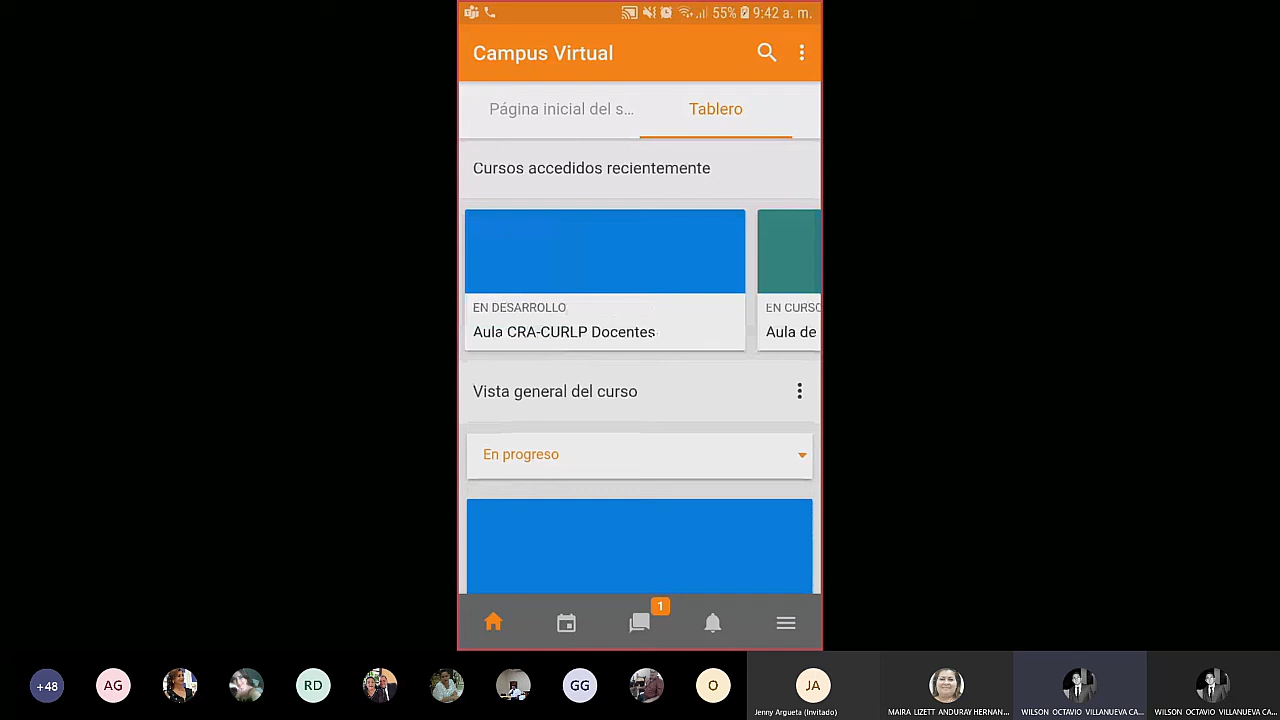 55% 9:42 a. m.
Campus Virtual
Página inicial del s...
Tablero
Cursos accedidos recientemente
EN DESARROLLO
Aula CRA-CURLP Docentes
EN CURSO
Aula de
Vista general del curso
En progreso
1
+48
AG
RD
GG
O
JA
Jenny Argueta (Invitado)
MAIRA LIZETT ANDURAY HERNAN...
WILSON OCTAVIO VILLANUEVA CA...
WILSON OCTAVIO VILLANUEVA CA...